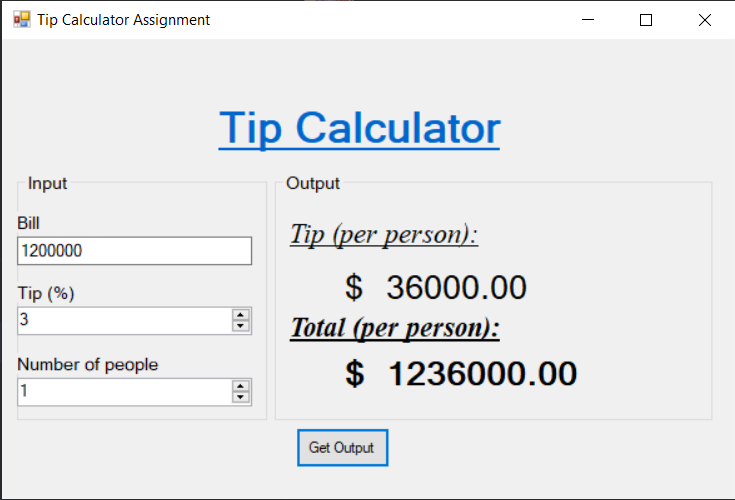 Tip Calculator Assignment
Tip Calculator
Input
Bill
1200000
Tip (%)
3
Number of people
1
Output
Tip (per person):
$ 36000.00
Total (per person):
$ 1236000.00
Get Output